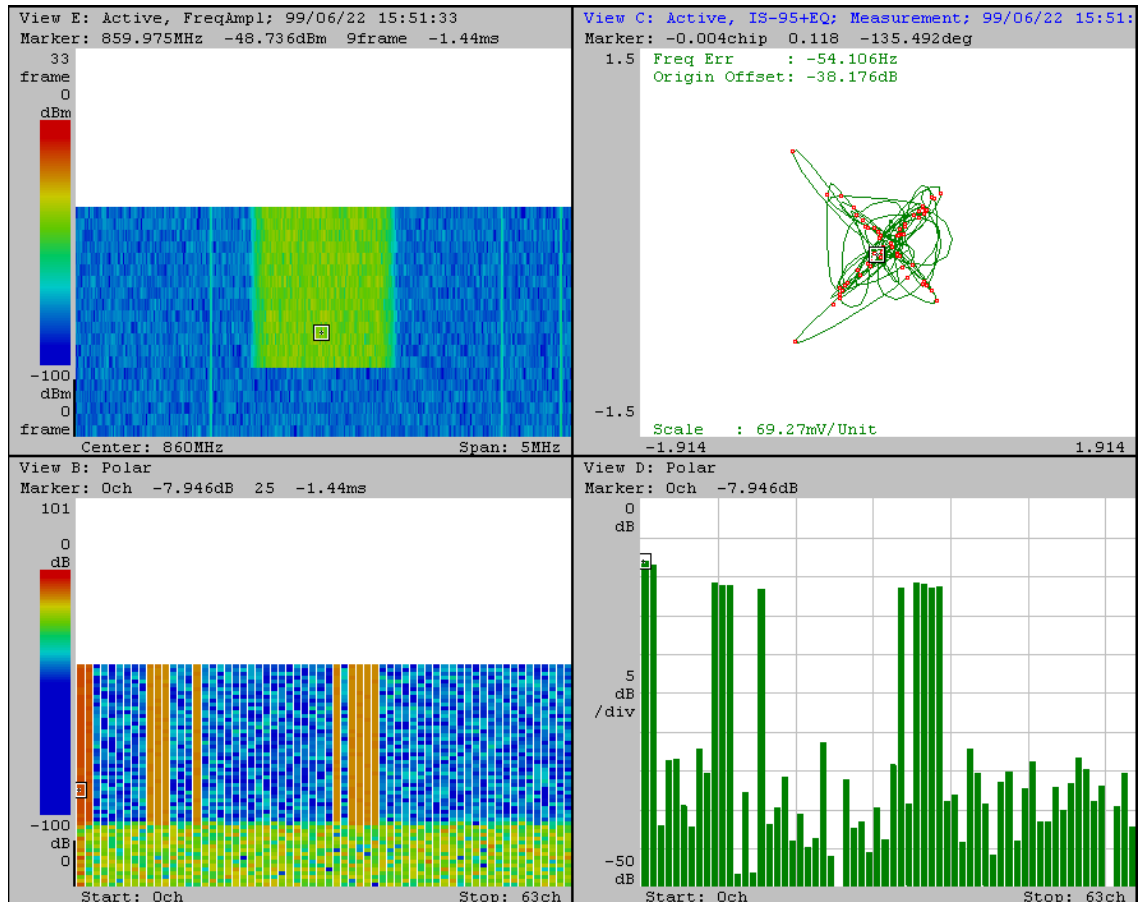 View E: Active, FreqAmpl; 99/06/22 15:51:33
Marker: 859.975MHz -48.736dBm 9frame -1.44ms
33
frame
0
dBm
-100
dBm
0
frame
Center: 860MHz Span: 5MHz
View C: Active, IS-95+EQ; Measurement; 99/06/22 15:51:
Marker: -0.004chip 0.118 -135.492deg
1.5
Freq Err : -54.106Hz
Origin Offset: -38.176dB
-1.5
Scale : 69.27mV/Unit
-1.914 1.914
View B: Polar
Marker: 0ch -7.946dB 25 -1.44ms
101
0
dB
-100
dB
0
Start: 0ch Stop: 63ch
View D: Polar
Marker: 0ch -7.946dB
0
dB
5
dB
/div
-50
dB
Start: 0ch Stop: 63ch